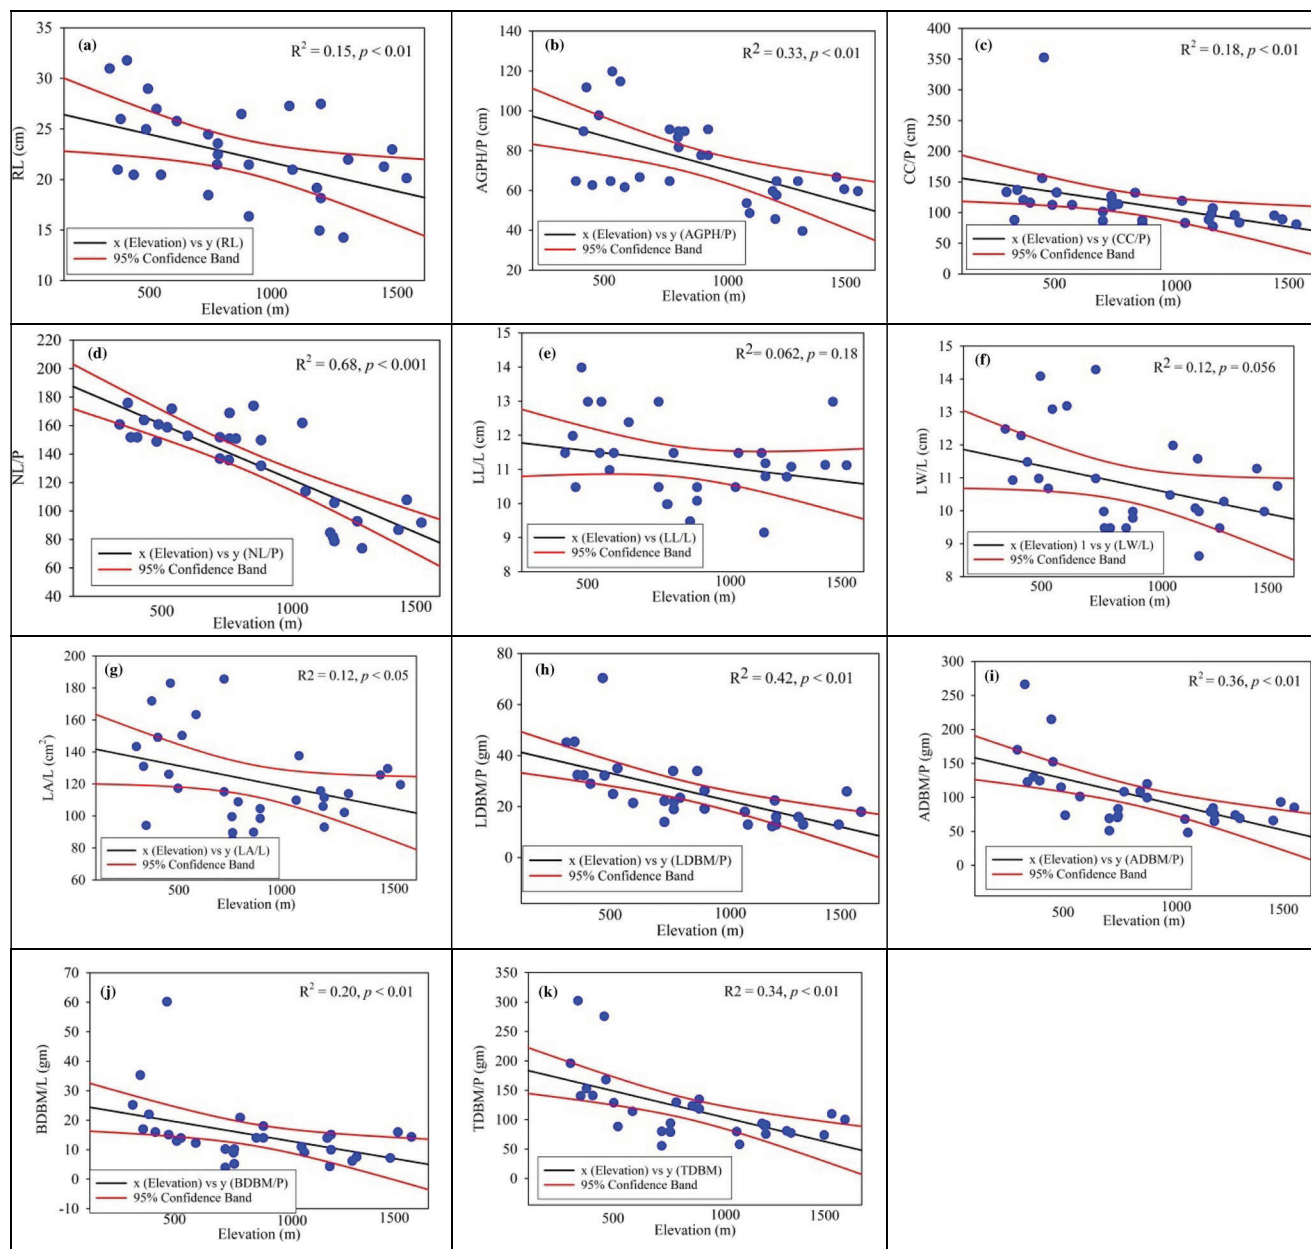 (a)
R² = 0.15, p < 0.01
35
30
25
20
15
10
RL (cm)
x (Elevation) vs y (RL)
95% Confidence Band
500
1000
1500
Elevation (m)
(b)
R² = 0.33, p < 0.01
140
120
100
80
60
40
20
AGPH/P (cm)
x (Elevation) vs y (AGPH/P)
95% Confidence Band
500
1000
1500
Elevation (m)
(c)
R² = 0.18, p < 0.01
400
350
300
250
200
150
100
50
0
CC/P (cm)
x (Elevation) vs y (CC/P)
95% Confidence Band
500
1000
1500
Elevation (m)
(d)
R² = 0.68, p < 0.001
220
200
180
160
140
120
100
80
60
40
NL/P
x (Elevation) vs y (NL/P)
95% Confidence Band
500
1000
1500
Elevation (m)
(e)
R²= 0.062, p = 0.18
15
14
13
12
11
10
9
8
LL/L (cm)
x (Elevation) vs y (LL/L)
95% Confidence Band
500
1000
1500
Elevation (m)
(f)
R² = 0.12, p = 0.056
15
14
13
12
11
10
9
8
LW/L (cm)
x (Elevation) 1 vs y (LW/L)
95% Confidence Band
500
1000
1500
Elevation (m)
(g)
R2 = 0.12, p < 0.05
200
180
160
140
120
100
80
60
LA/L (cm²)
x (Elevation) vs y (LA/L)
95% Confidence Band
500
1000
1500
Elevation (m)
(h)
R² = 0.42, p < 0.01
80
60
40
20
0
LDBM/P (gm)
x (Elevation) vs y (LDBM/P)
95% Confidence Band
500
1000
1500
Elevation (m)
(i)
R² = 0.36, p < 0.01
300
250
200
150
100
50
0
ADBM/P (gm)
x (Elevation) vs y (ADBM/P)
95% Confidence Band
500
1000
1500
Elevation (m)
(j)
R² = 0.20, p < 0.01
70
60
50
40
30
20
10
0
-10
BDBM/L (gm)
x (Elevation) vs y (BDBM/P)
95% Confidence Band
500
1000
1500
Elevation (m)
(k)
R2 = 0.34, p < 0.01
350
300
250
200
150
100
50
0
TDBM/P (gm)
x (Elevation) vs y (TDBM)
95% Confidence Band
500
1000
1500
Elevation (m)